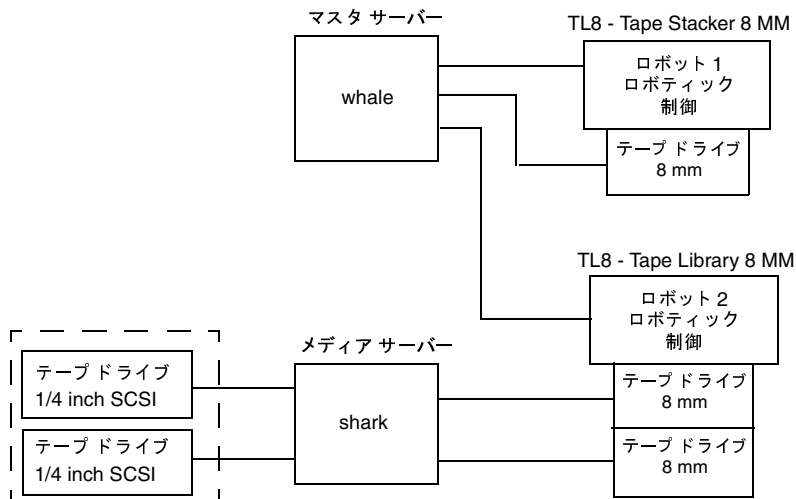 マスタ サーバー
whale
TL8 - Tape Stacker 8 MM
ロボット 1
ロボティック
制御
テープ ドライブ
8 mm
TL8 - Tape Library 8 MM
ロボット 2
ロボティック
制御
テープ ドライブ
8 mm
テープ ドライブ
8 mm
メディア サーバー
shark
テープ ドライブ
1/4 inch SCSI
テープ ドライブ
1/4 inch SCSI